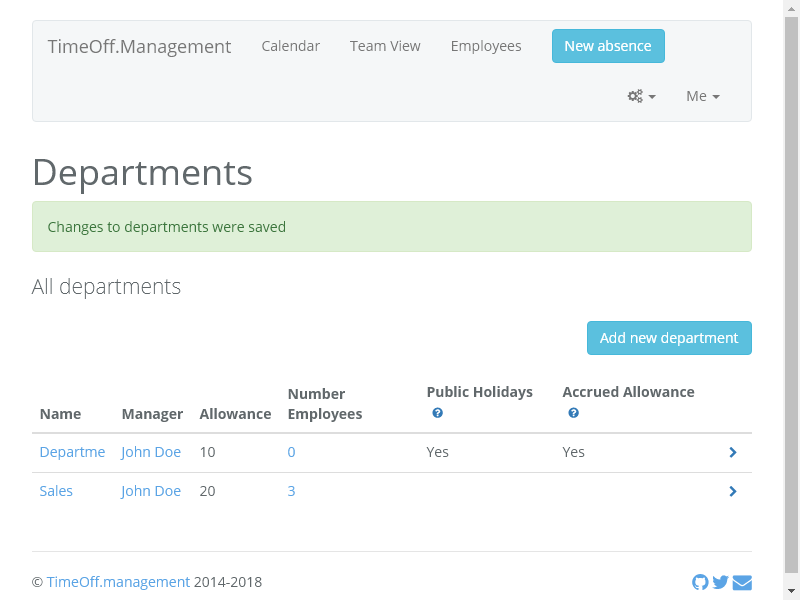 TimeOff.Management Calendar Team View Employees New absence
Me
Departments
Changes to departments were saved
All departments
Add new department
Name Manager Allowance Number Employees Public Holidays Accrued Allowance
Departme John Doe 10 0 Yes Yes
Sales John Doe 20 3
© TimeOff.management 2014-2018